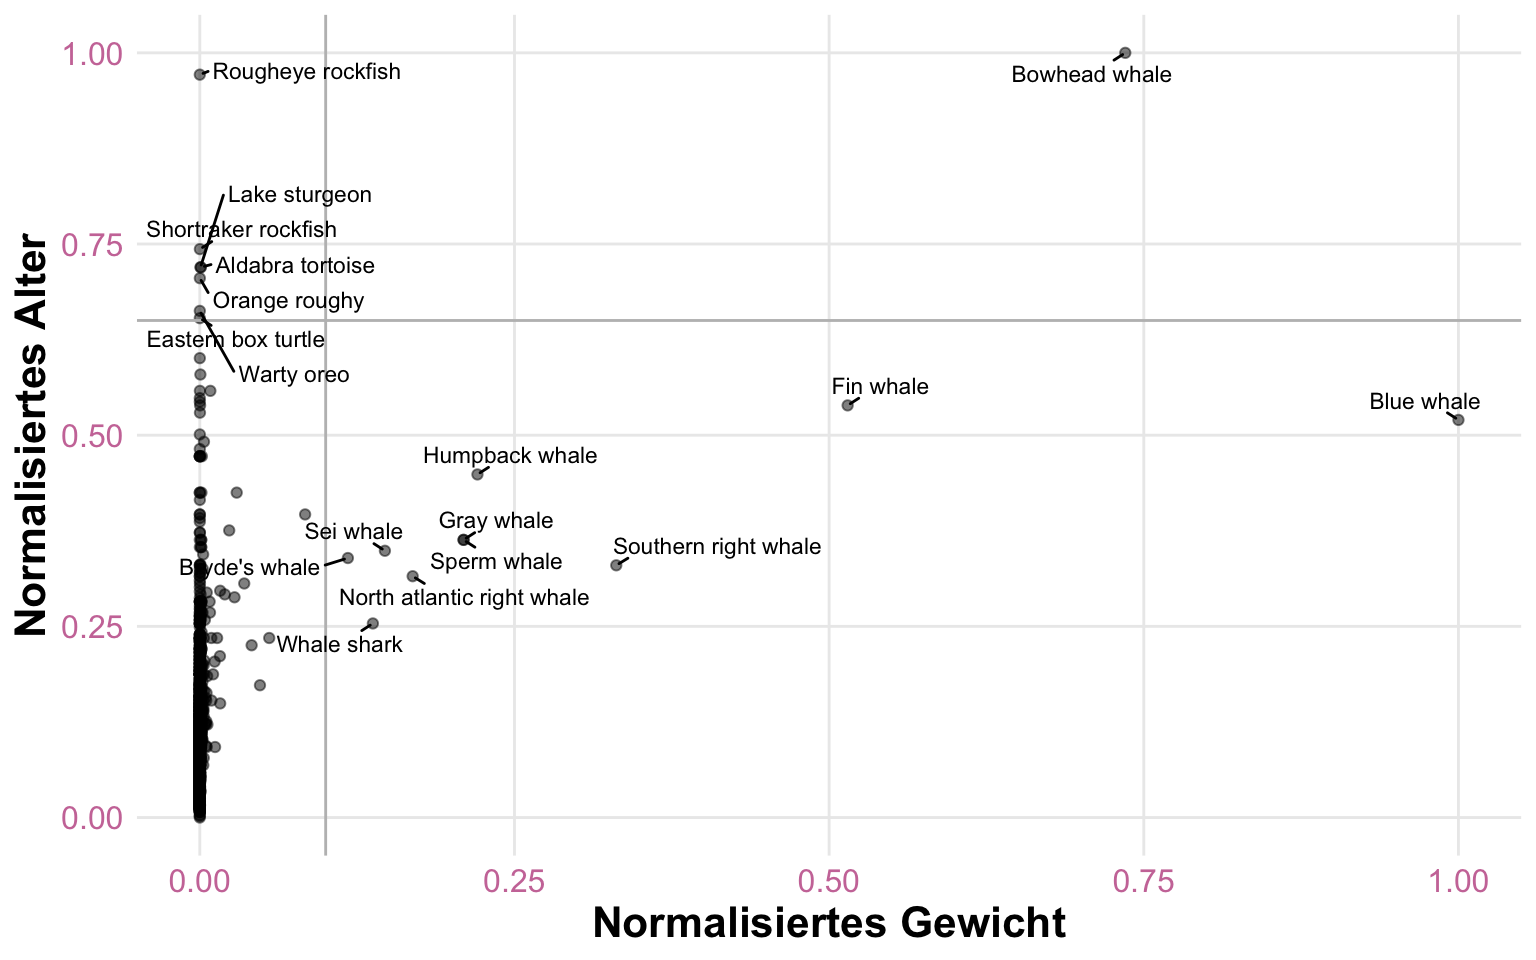 1.00
Rougheye rockfish
Bowhead whale
Lake sturgeon
Shortraker rockfish
0.75
Aldabra tortoise
Orange roughy
Eastern box turtle
Warty oreo
Fin whale
Blue whale
0.50
Humpback whale
Gray whale
Sei whale
Southern right whale
Sperm whale
Bryde's whale
North atlantic right whale
0.25
Whale shark
0.00
Normalisiertes Alter
0.00 0.25 0.50 0.75 1.00
Normalisiertes Gewicht